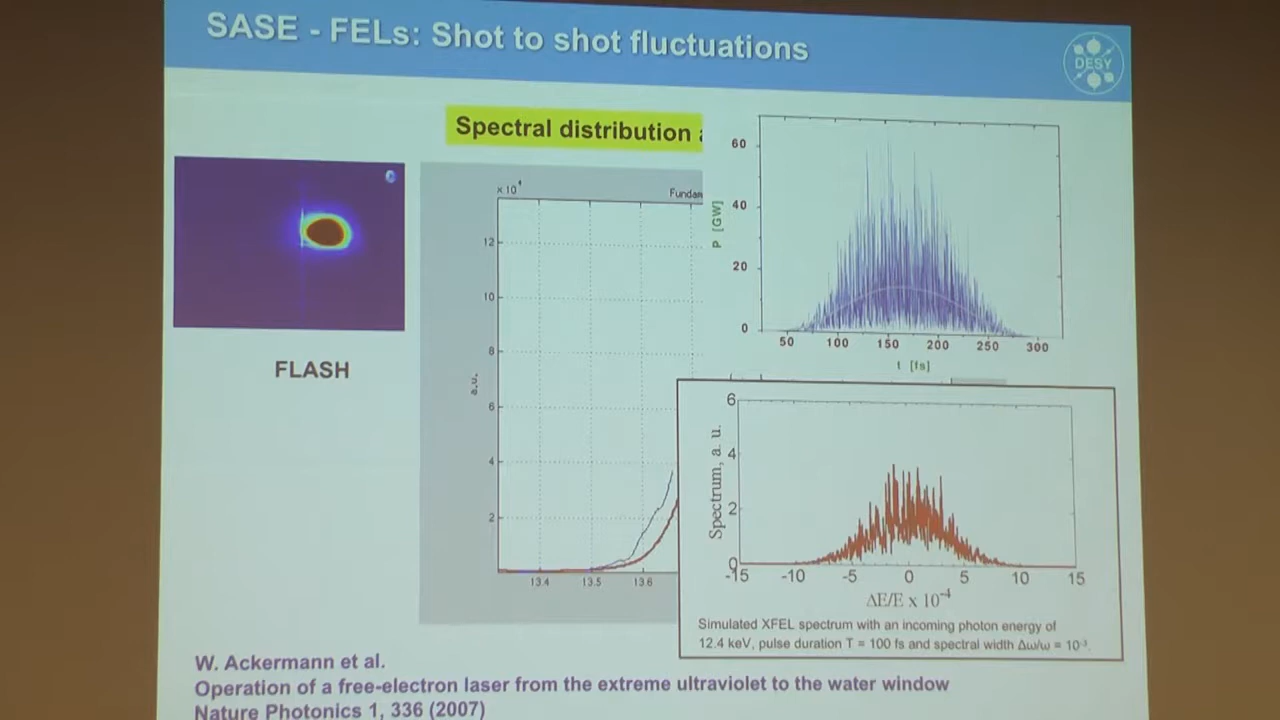 SASE - FELs: Shot to shot fluctuations
DESY
Spectral distribution
× 10⁴
Fundam
12
10
8
6
4
2
a.u.
13.4 13.5 13.6
FLASH
60
40
20
0
P [GW]
50 100 150 200 250 300
t [fs]
6
4
2
0
Spectrum, a. u.
-15 -10 -5 0 5 10 15
ΔE/E x 10⁻⁴
Simulated XFEL spectrum with an incoming photon energy of
12.4 keV, pulse duration T = 100 fs and spectral width Δω/ω = 10⁻³.
W. Ackermann et al.
Operation of a free-electron laser from the extreme ultraviolet to the water window
Nature Photonics 1, 336 (2007)